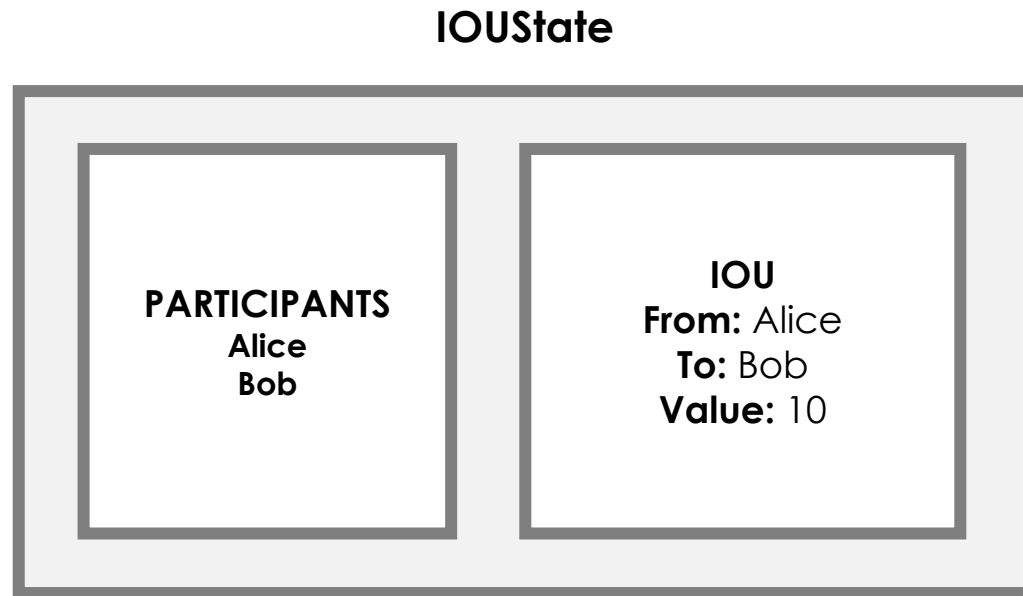 IOUState
PARTICIPANTS
Alice
Bob
IOU
From: Alice
To: Bob
Value: 10